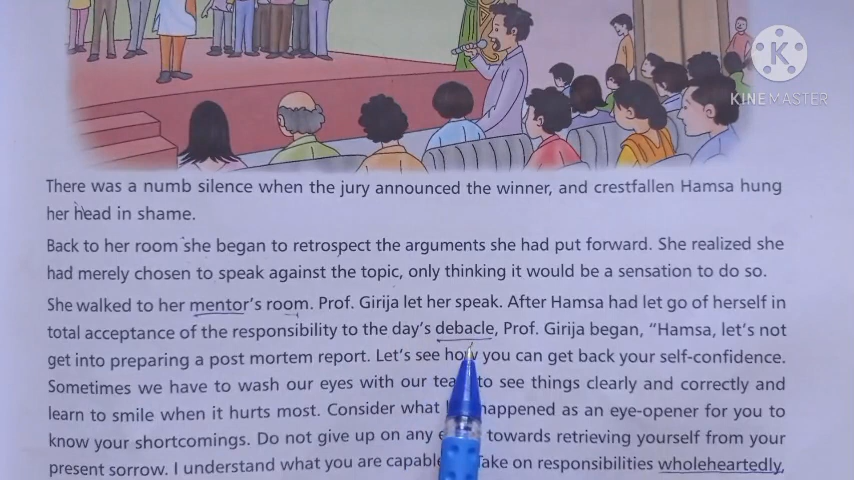 K
KINEMASTER
There was a numb silence when the jury announced the winner, and crestfallen Hamsa hung
her head in shame.
Back to her room she began to retrospect the arguments she had put forward. She realized she
had merely chosen to speak against the topic, only thinking it would be a sensation to do so.
She walked to her mentor's room. Prof. Girija let her speak. After Hamsa had let go of herself in
total acceptance of the responsibility to the day's debacle, Prof. Girija began, "Hamsa, let's not
get into preparing a post mortem report. Let's see how you can get back your self-confidence.
Sometimes we have to wash our eyes with our to see things clearly and correctly and
learn to smile when it hurts most. Consider what happened as an eye-opener for you to
know your shortcomings. Do not give up on any towards retrieving yourself from your
present sorrow. I understand what you are Take on responsibilities wholeheartedly,